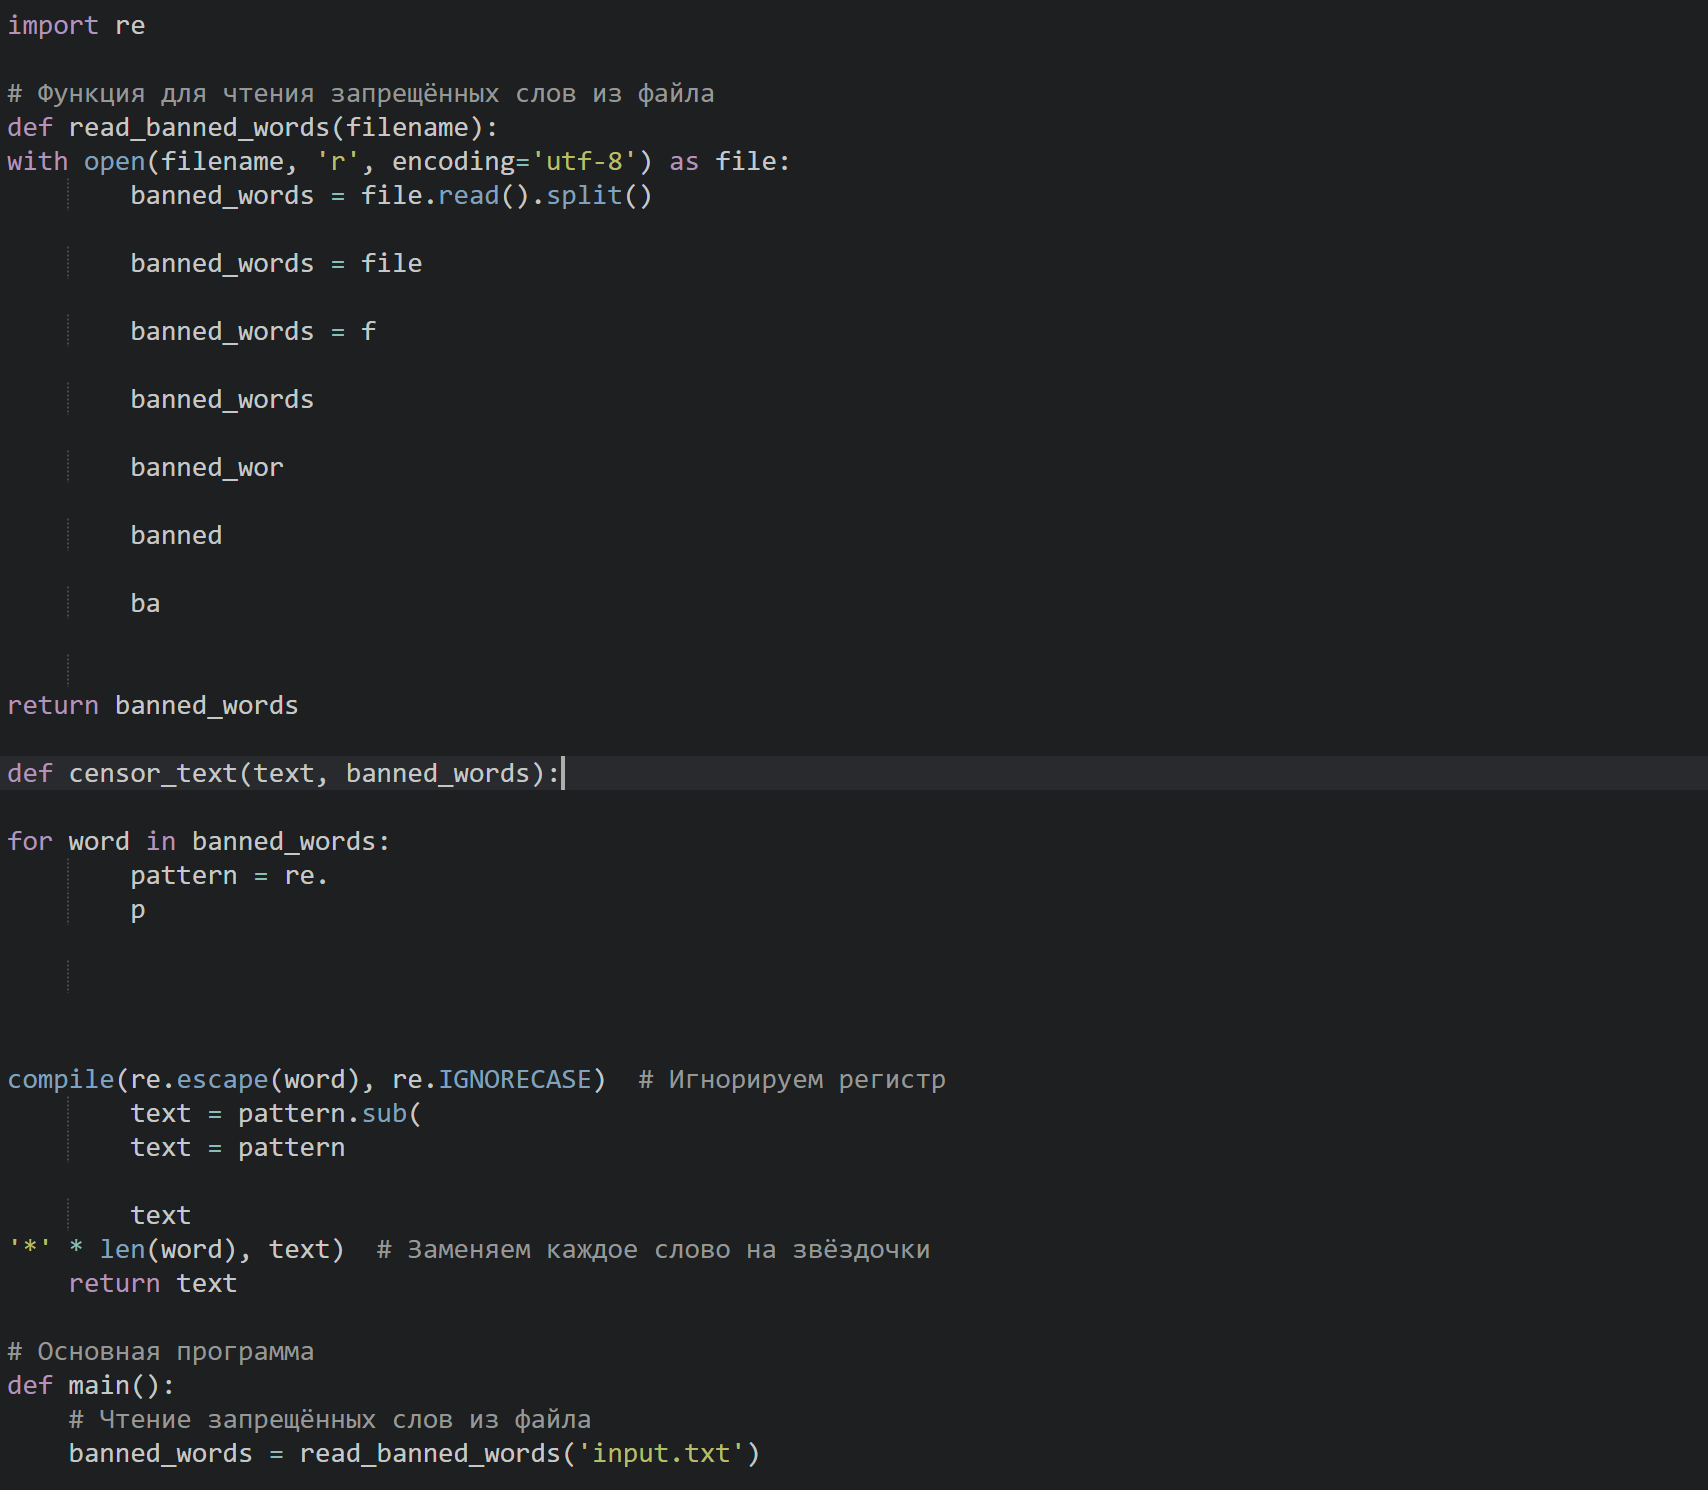 import re
# Функция для чтения запрещённых слов из файла
def read_banned_words(filename):
with open(filename, 'r', encoding='utf-8') as file:
        banned_words = file.read().split()
        banned_words = file
        banned_words = f
        banned_words
        banned_wor
        banned
        ba
return banned_words
def censor_text(text, banned_words):
for word in banned_words:
        pattern = re.
        p
compile(re.escape(word), re.IGNORECASE)  # Игнорируем регистр
        text = pattern.sub(
        text = pattern
        text
'*' * len(word), text)  # Заменяем каждое слово на звёздочки
    return text
# Основная программа
def main():
    # Чтение запрещённых слов из файла
    banned_words = read_banned_words('input.txt')